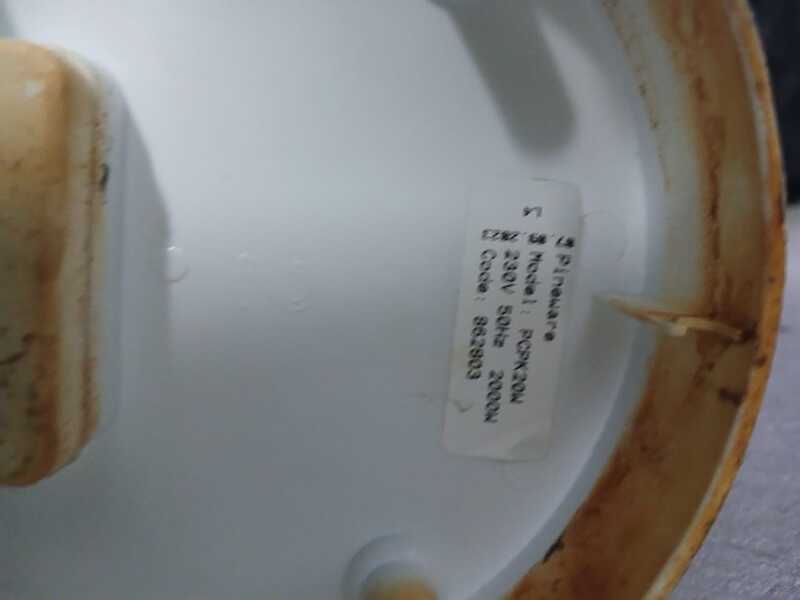 Pineware
Model: PCPK20W
230V 50Hz 2000W
Code: 862803